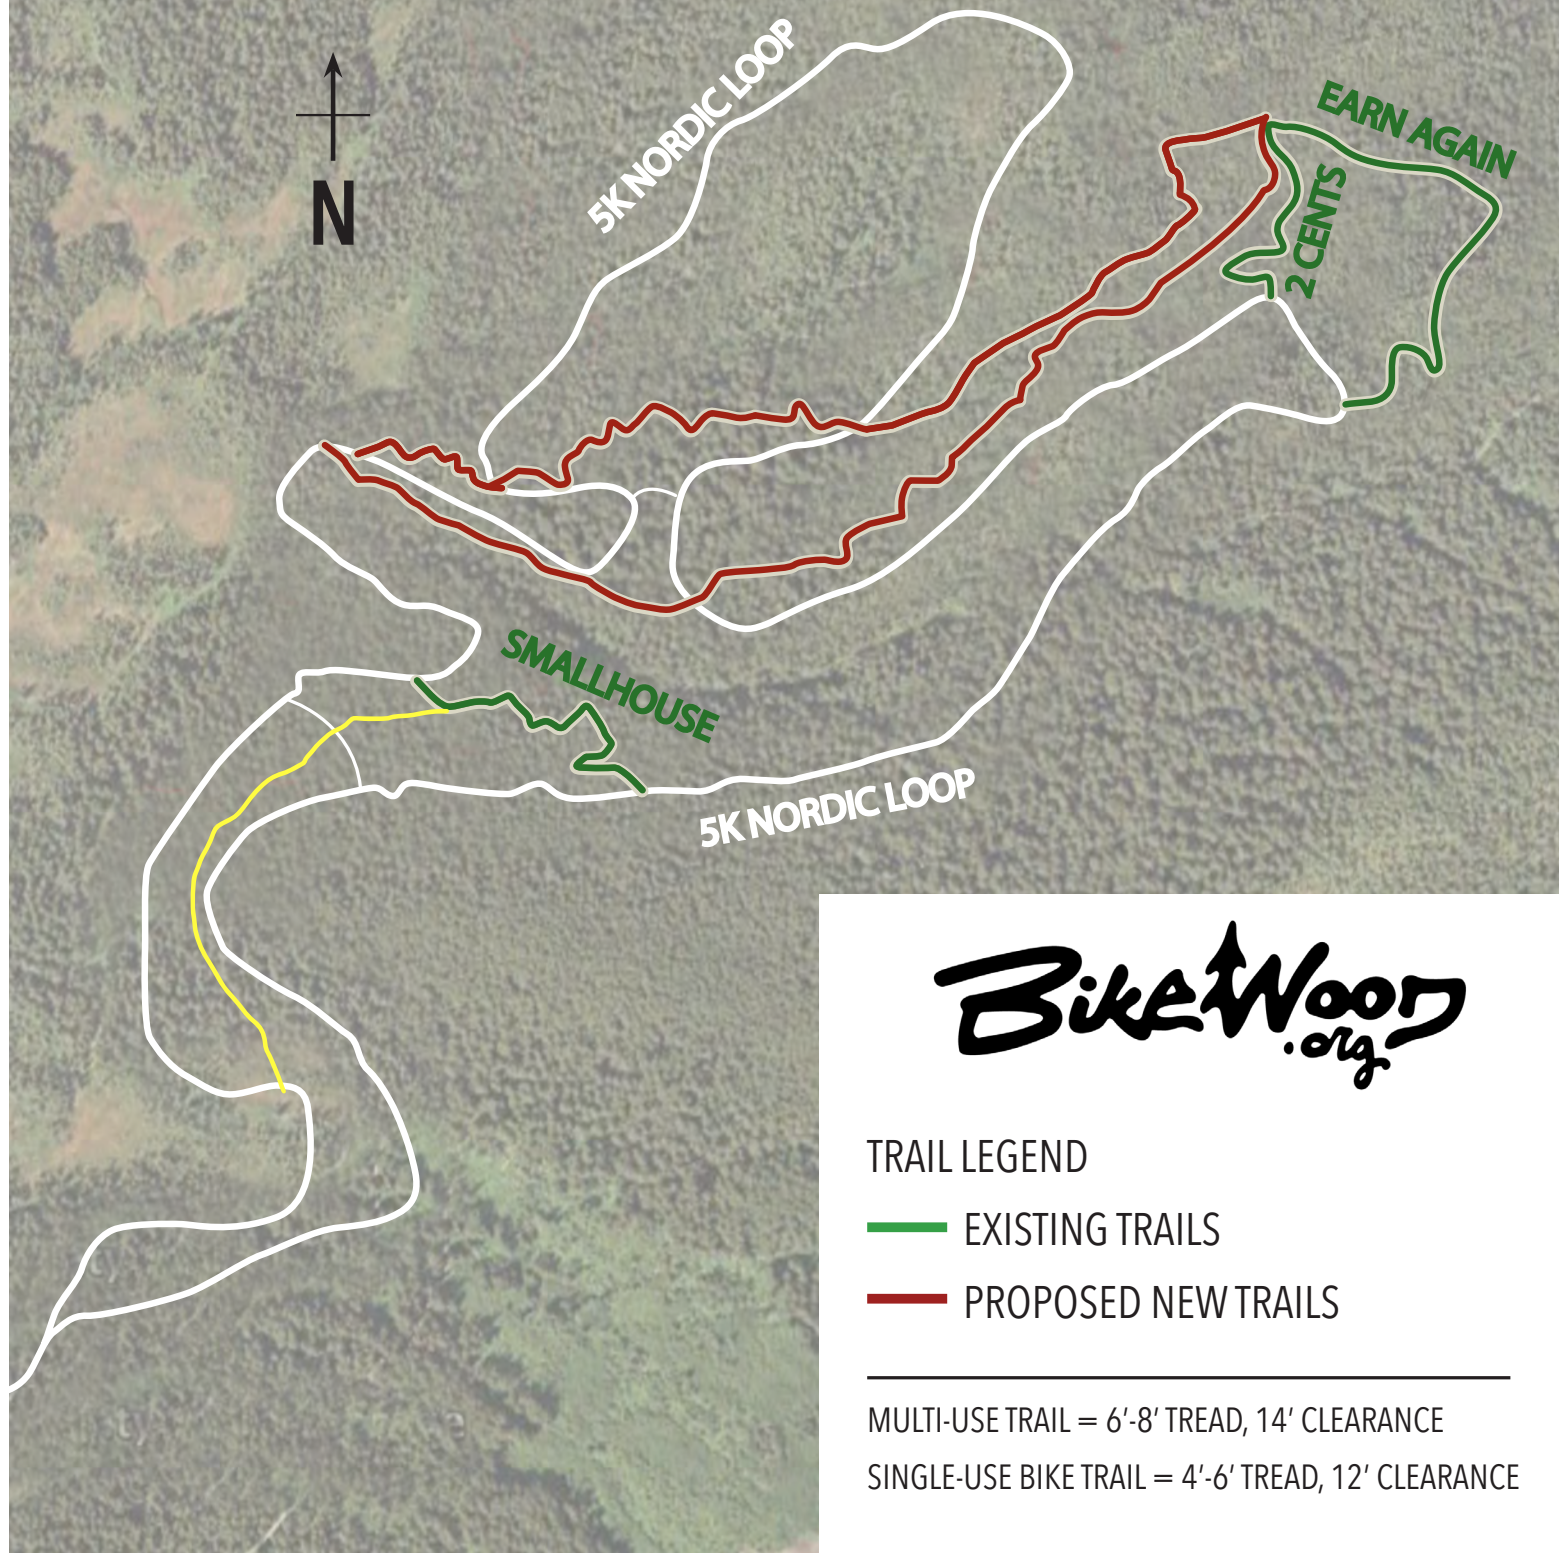 5K NORDIC LOOP
EARN AGAIN
2 CENTS
N
SMALLHOUSE
5K NORDIC LOOP
BikeWood
.org
TRAIL LEGEND
EXISTING TRAILS
PROPOSED NEW TRAILS
MULTI-USE TRAIL = 6’-8’ TREAD, 14’ CLEARANCE
SINGLE-USE BIKE TRAIL = 4’-6’ TREAD, 12’ CLEARANCE